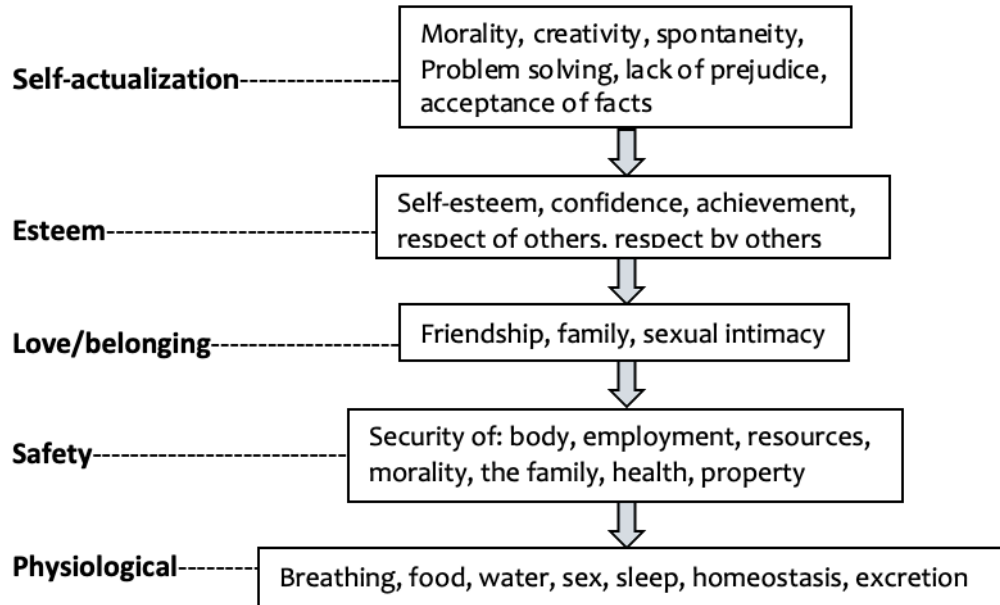 Morality, creativity, spontaneity,
Self-actualization
Problem solving, lack of prejudice,
acceptance of facts
Self-esteem, confidence, achievement,
Esteem
respect of others, respect by others
Love/belonging
Friendship, family, sexual intimacy
Security of: body, employment, resources,
Safety
morality, the family, health, property
Physiological
Breathing, food, water, sex, sleep, homeostasis, excretion